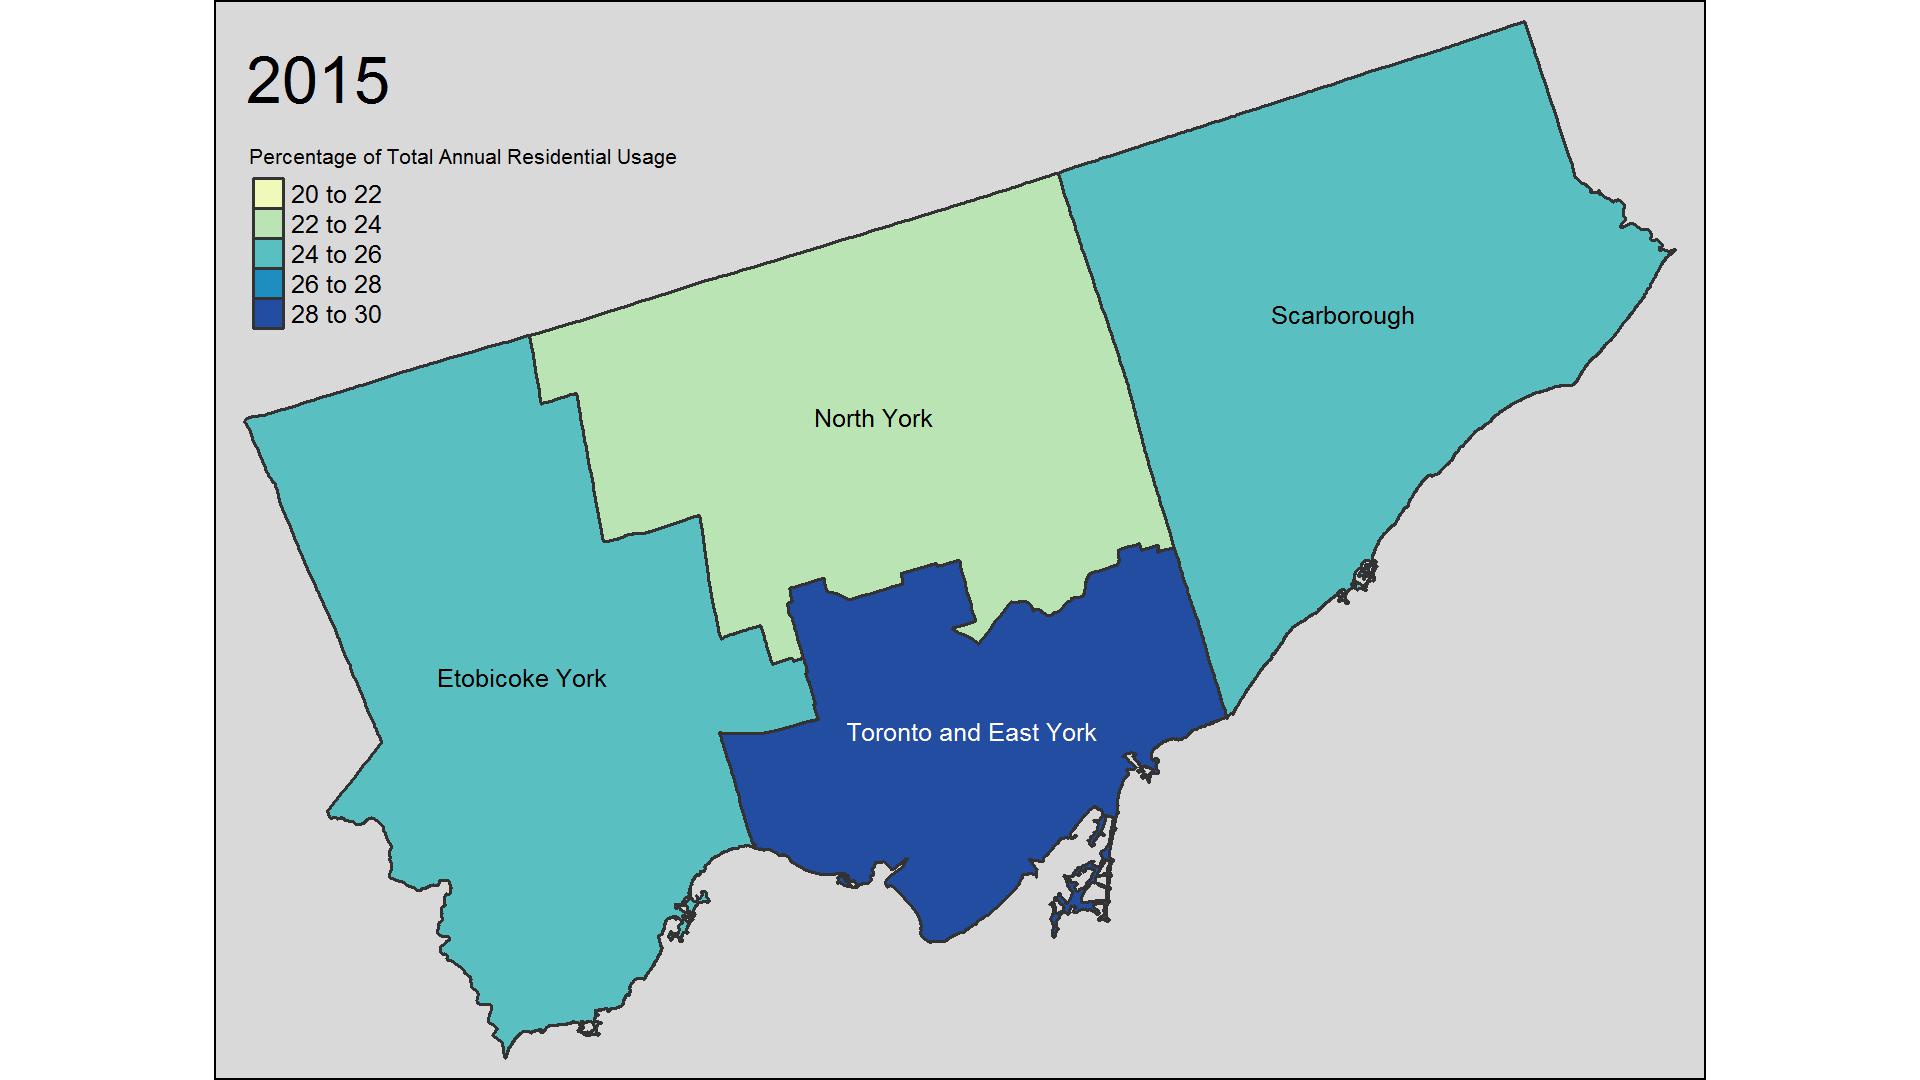 2015
Percentage of Total Annual Residential Usage
20 to 22
22 to 24
24 to 26
26 to 28
28 to 30
Scarborough
North York
Etobicoke York
Toronto and East York